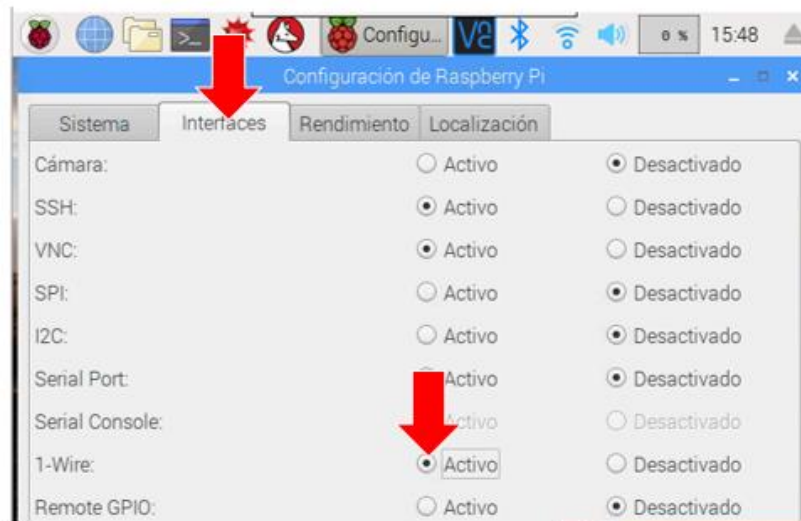 Configu... 0 % 15:48
Configuración de Raspberry Pi
Sistema Interfaces Rendimiento Localización
Cámara: Activo Desactivado
SSH: Activo Desactivado
VNC: Activo Desactivado
SPI: Activo Desactivado
I2C: Activo Desactivado
Serial Port: Activo Desactivado
Serial Console: Activo Desactivado
1-Wire: Activo Desactivado
Remote GPIO: Activo Desactivado